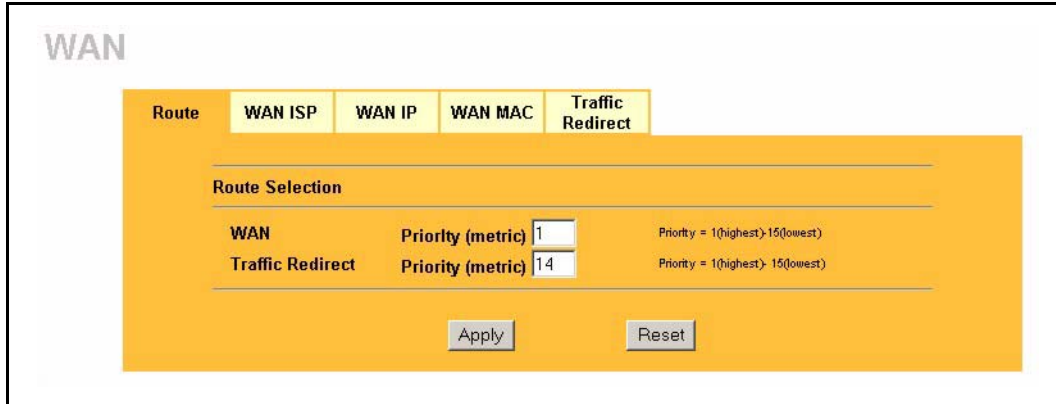 WAN
Route WAN ISP WAN IP WAN MAC Traffic Redirect
Route Selection
WAN Priority (metric) 1 Priority = 1(highest)-15(lowest)
Traffic Redirect Priority (metric) 14 Priority = 1(highest)- 15(lowest)
Apply Reset